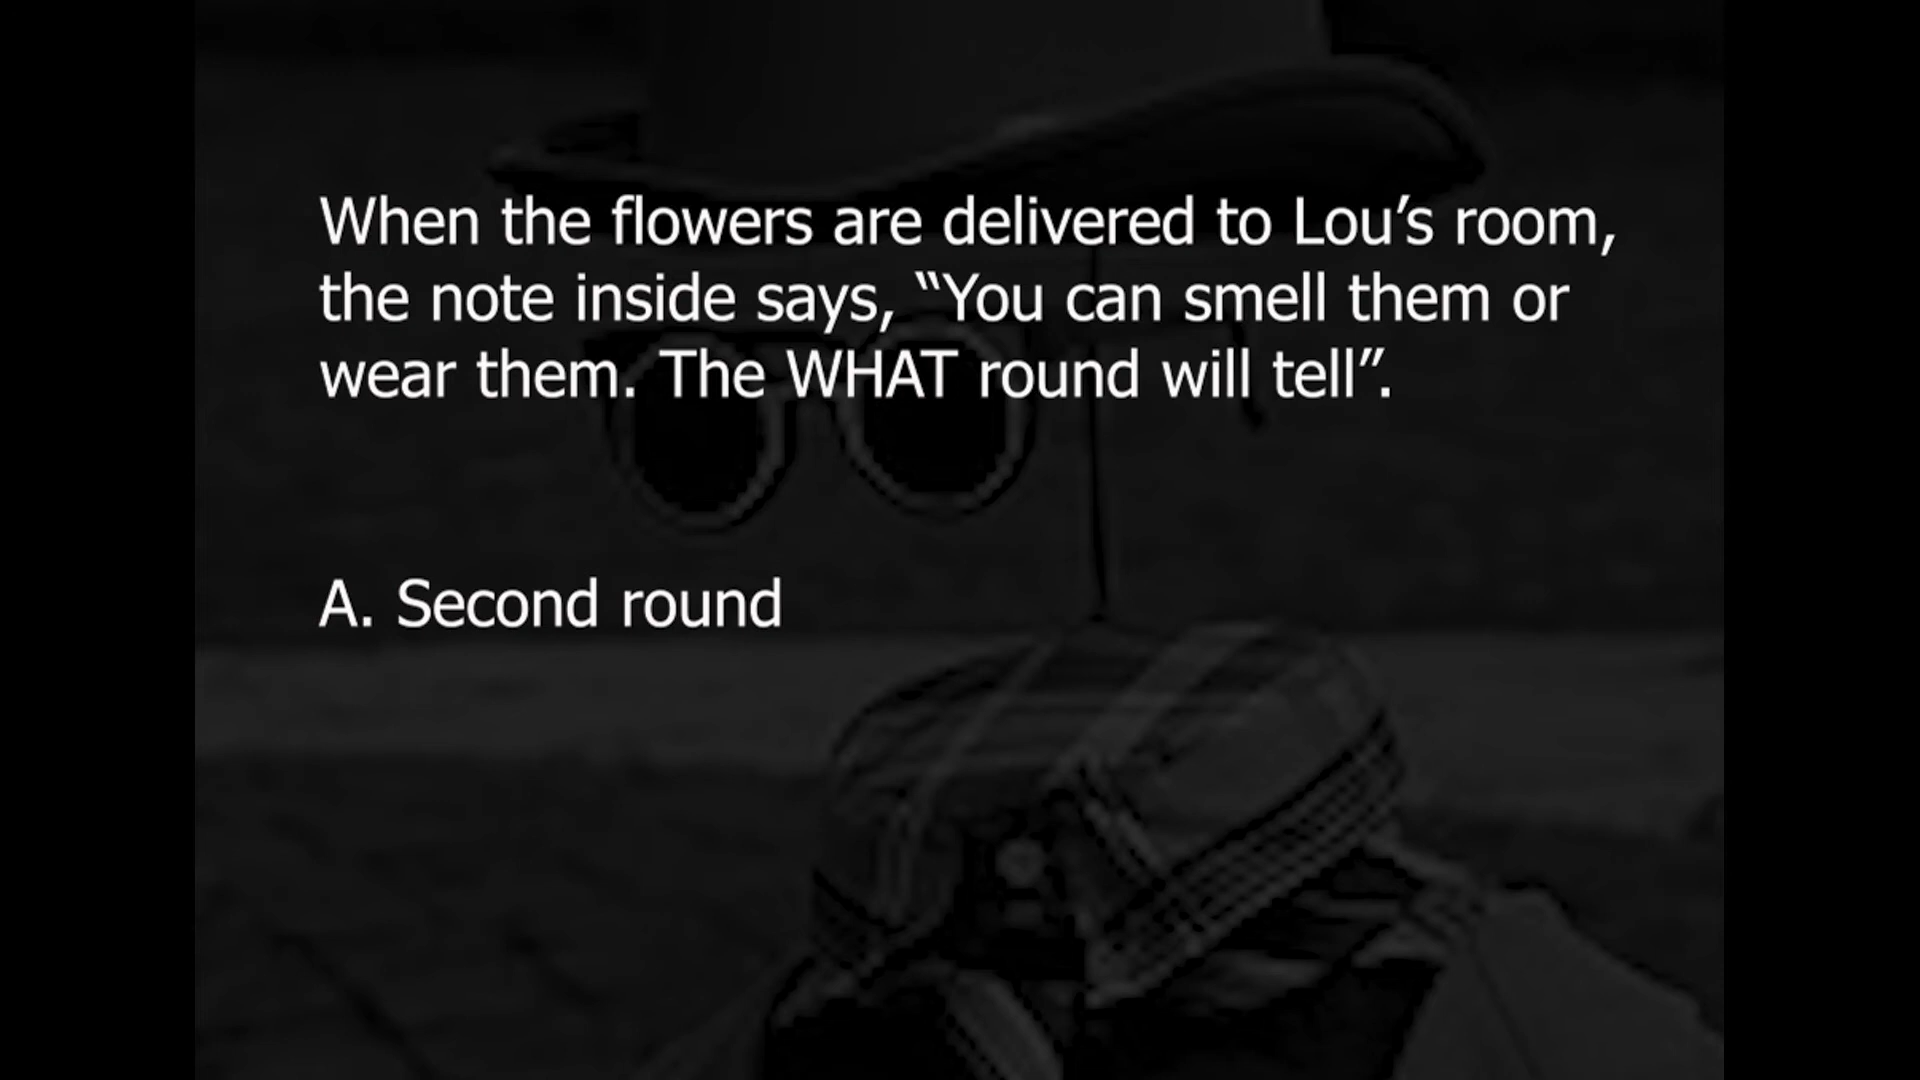 When the flowers are delivered to Lou’s room,
the note inside says, “You can smell them or
wear them. The WHAT round will tell”.
A. Second round